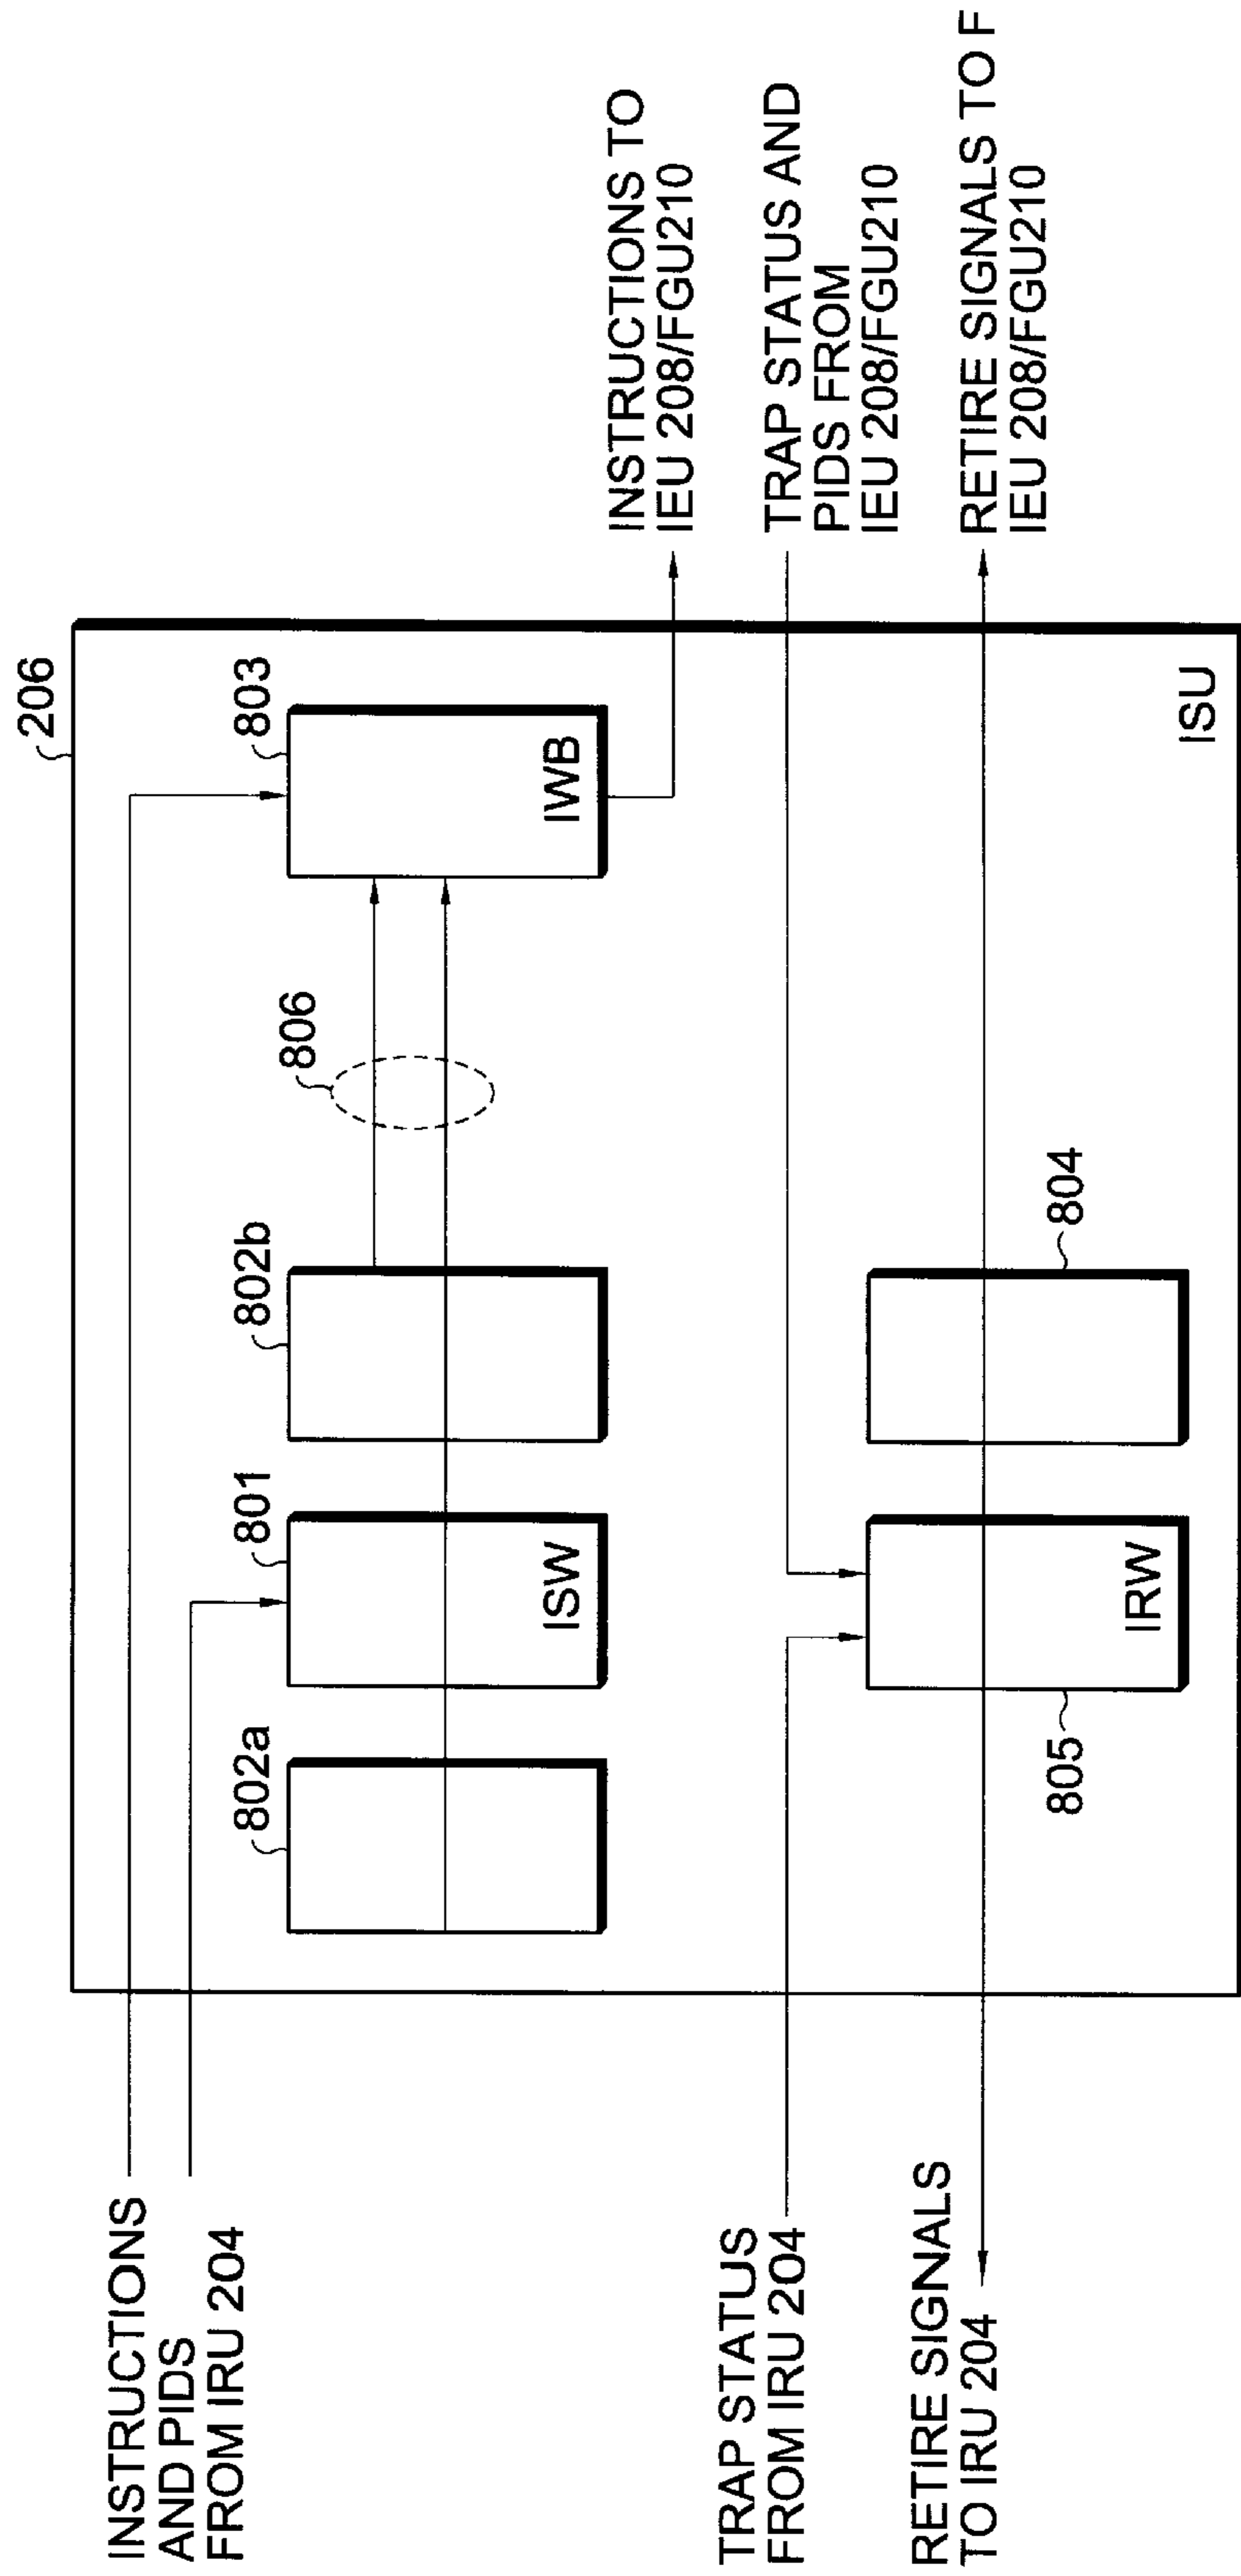 206
INSTRUCTIONS
AND PIDS
FROM IRU 204
802a
801
ISW
802b
806
803
IWB
INSTRUCTIONS TO
IEU 208/FGU210
TRAP STATUS
FROM IRU 204
TRAP STATUS AND
PIDS FROM
IEU 208/FGU210
RETIRE SIGNALS
TO IRU 204
805
IRW
804
RETIRE SIGNALS TO F
IEU 208/FGU210
ISU